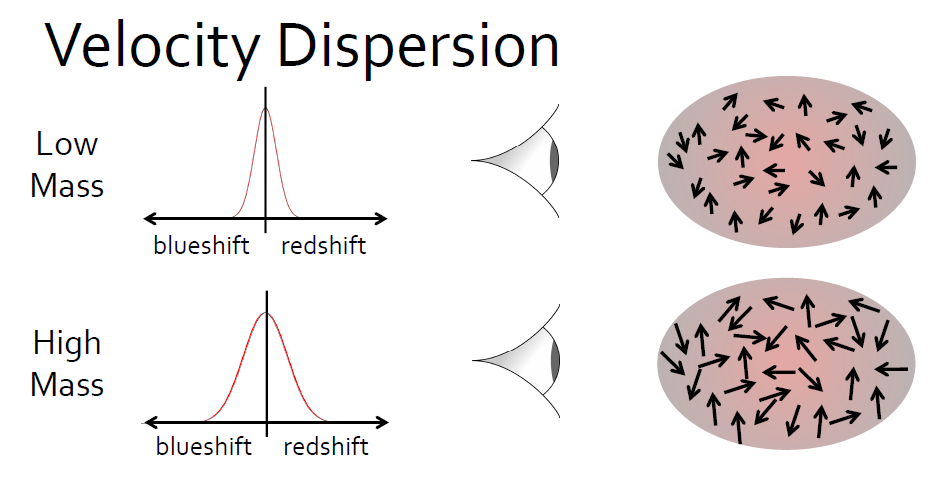 Velocity Dispersion
Low
Mass
blueshift redshift
High
Mass
blueshift redshift